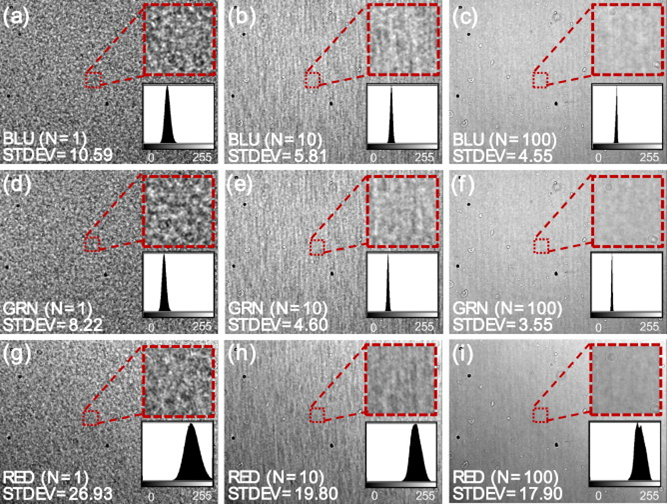 (a)
BLU (N=1)
STDEV=10.59
0 255
(b)
BLU (N=10)
STDEV=5.81
0 255
(c)
BLU (N=100)
STDEV=4.55
0 255
(d)
GRN (N=1)
STDEV=8.22
0 255
(e)
GRN (N=10)
STDEV=4.60
0 255
(f)
GRN (N=100)
STDEV=3.55
0 255
(g)
RED (N=1)
STDEV=26.93
0 255
(h)
RED (N=10)
STDEV=19.80
0 255
(i)
RED (N=100)
STDEV=17.90
0 255